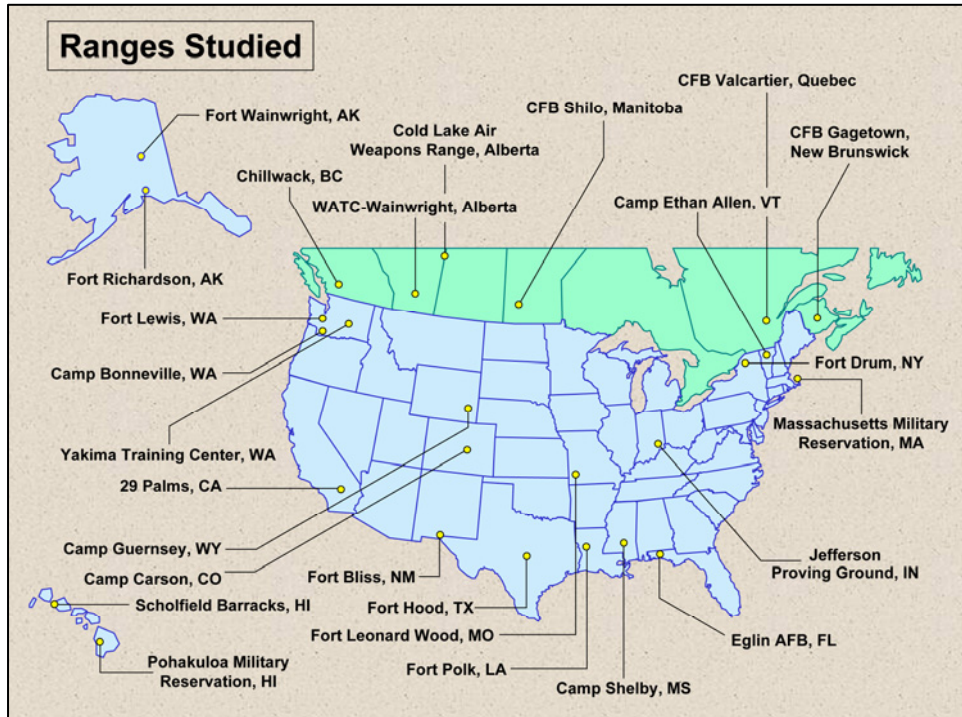 Ranges Studied
Fort Wainwright, AK
Cold Lake Air
Weapons Range, Alberta
CFB Shilo, Manitoba
CFB Valcartier, Quebec
CFB Gagetown,
New Brunswick
Chillwack, BC
WATC-Wainwright, Alberta
Camp Ethan Allen, VT
Fort Richardson, AK
Fort Lewis, WA
Camp Bonneville, WA
Fort Drum, NY
Massachusetts Military
Reservation, MA
Yakima Training Center, WA
29 Palms, CA
Camp Guernsey, WY
Camp Carson, CO
Fort Bliss, NM
Jefferson
Proving Ground, IN
Scholfield Barracks, HI
Fort Hood, TX
Fort Leonard Wood, MO
Eglin AFB, FL
Pohakuloa Military
Reservation, HI
Fort Polk, LA
Camp Shelby, MS